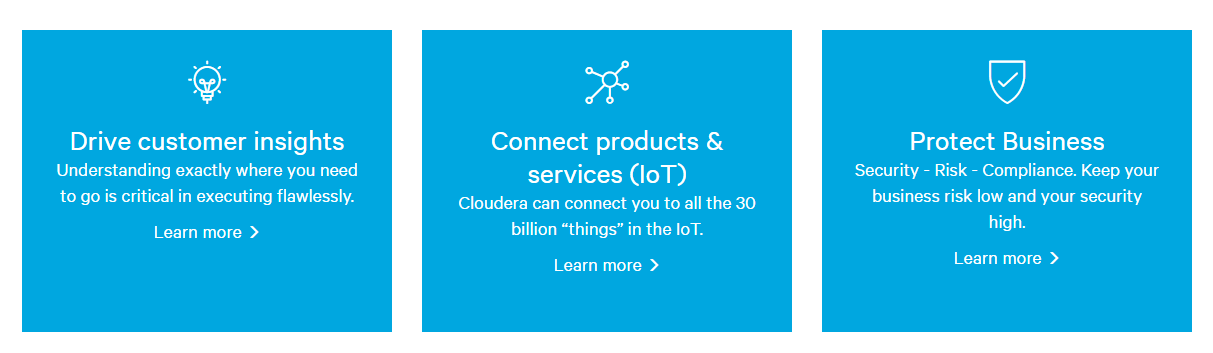 Drive customer insights
Understanding exactly where you need
to go is critical in executing flawlessly.
Learn more
Connect products &
services (IoT)
Cloudera can connect you to all the 30
billion “things” in the IoT.
Learn more
Protect Business
Security - Risk - Compliance. Keep your
business risk low and your security
high.
Learn more